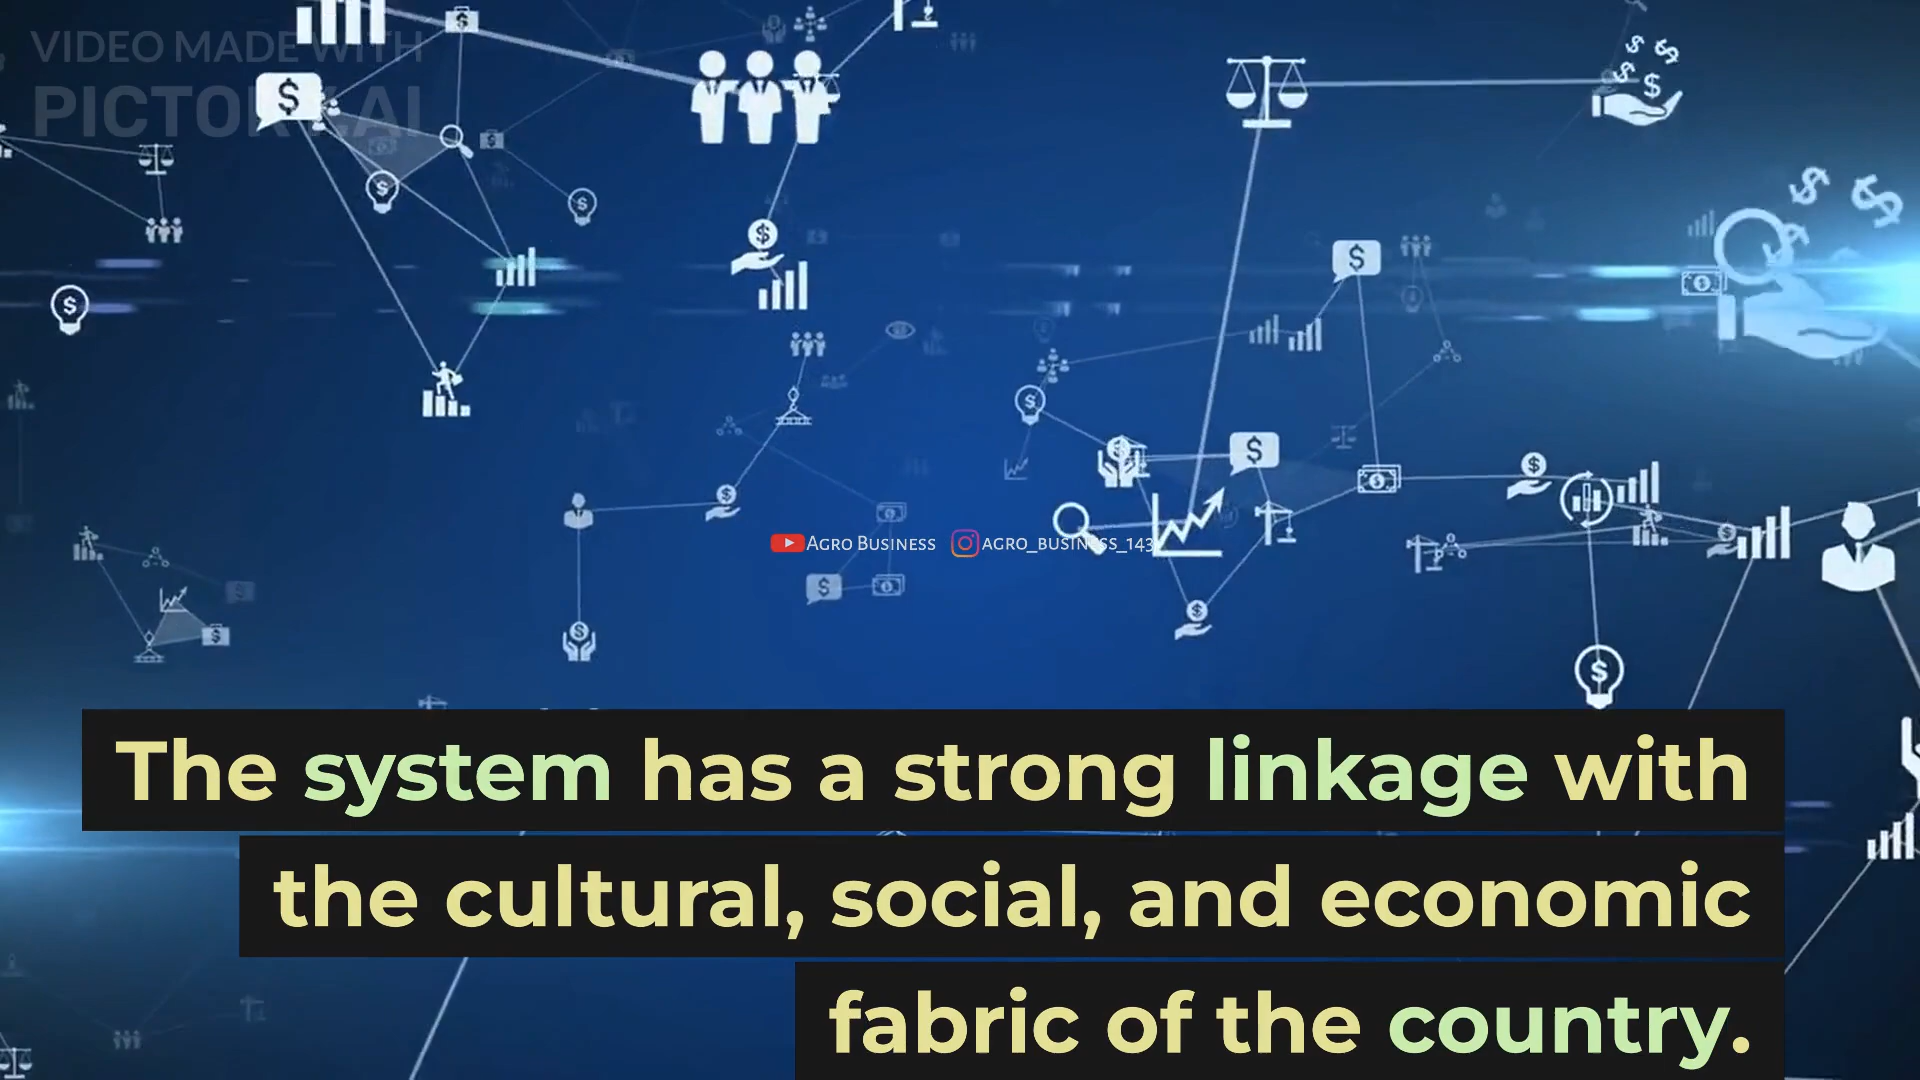 VIDEO MADE WITH
PICTORY.AI
AGRO BUSINESS AGRO_BUSINESS_143
The system has a strong linkage with
the cultural, social, and economic
fabric of the country.